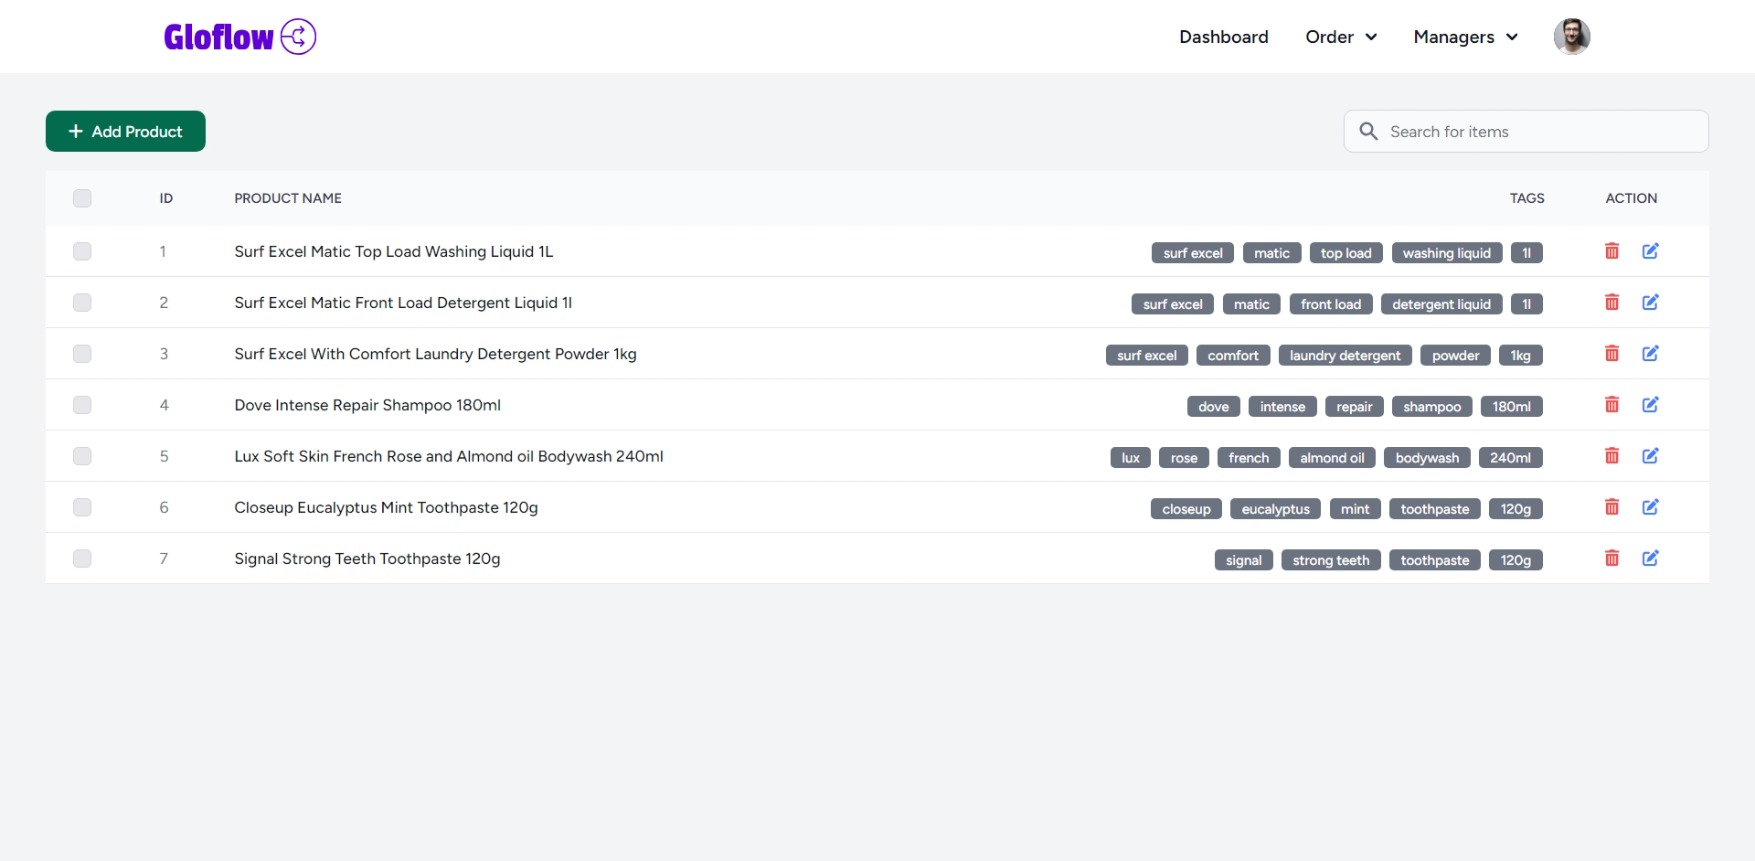 Gloflow Dashboard Order Managers
Add Product Search for items
ID PRODUCT NAME TAGS ACTION
1 Surf Excel Matic Top Load Washing Liquid 1L surf excel matic top load washing liquid 1l
2 Surf Excel Matic Front Load Detergent Liquid 1l surf excel matic front load detergent liquid 1l
3 Surf Excel With Comfort Laundry Detergent Powder 1kg surf excel comfort laundry detergent powder 1kg
4 Dove Intense Repair Shampoo 180ml dove intense repair shampoo 180ml
5 Lux Soft Skin French Rose and Almond oil Bodywash 240ml lux rose french almond oil bodywash 240ml
6 Closeup Eucalyptus Mint Toothpaste 120g closeup eucalyptus mint toothpaste 120g
7 Signal Strong Teeth Toothpaste 120g signal strong teeth toothpaste 120g